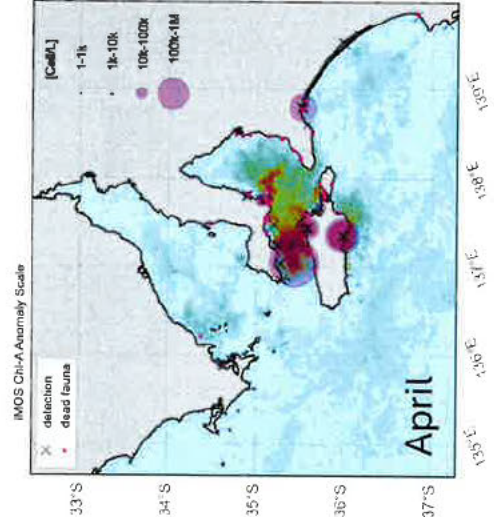 iMOS Chl-A Anomaly Scale
× detection
• dead fauna
[Cell/L]
1-1k
1k-10k
10k-100k
100k-1M
33°S
34°S
35°S
36°S
37°S
135°E
136°E
137°E
138°E
139°E
April